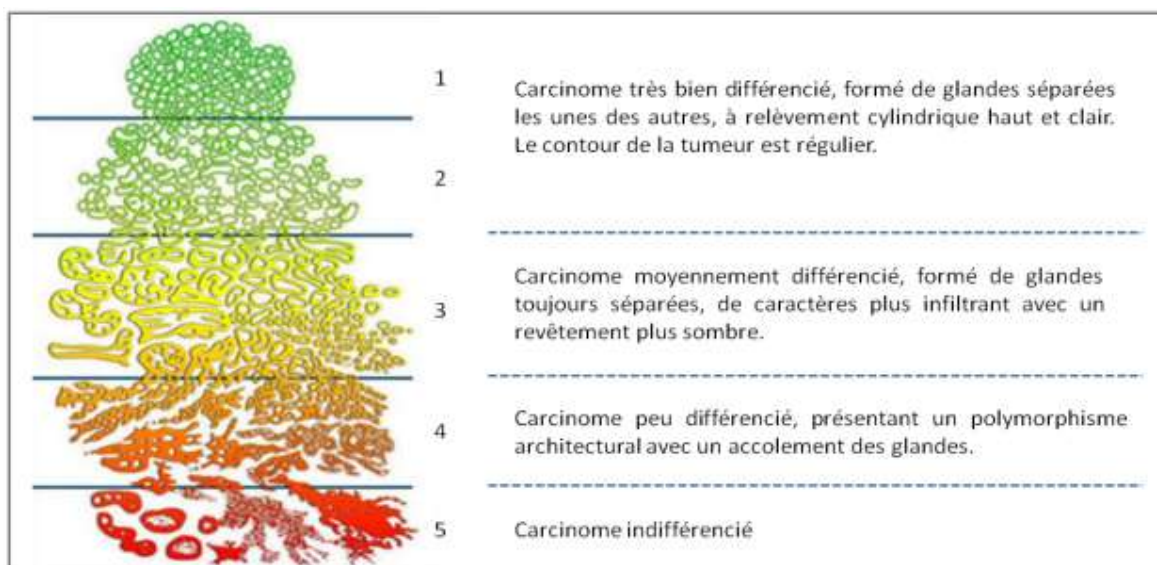 1
Carcinome très bien différencié, formé de glandes séparées
les unes des autres, à relèvement cylindrique haut et clair.
Le contour de la tumeur est régulier.
2
Carcinome moyennement différencié, formé de glandes
toujours séparées, de caractères plus infiltrant avec un
revêtement plus sombre.
3
Carcinome peu différencié, présentant un polymorphisme
architectural avec un accolement des glandes.
4
5
Carcinome indifférencié